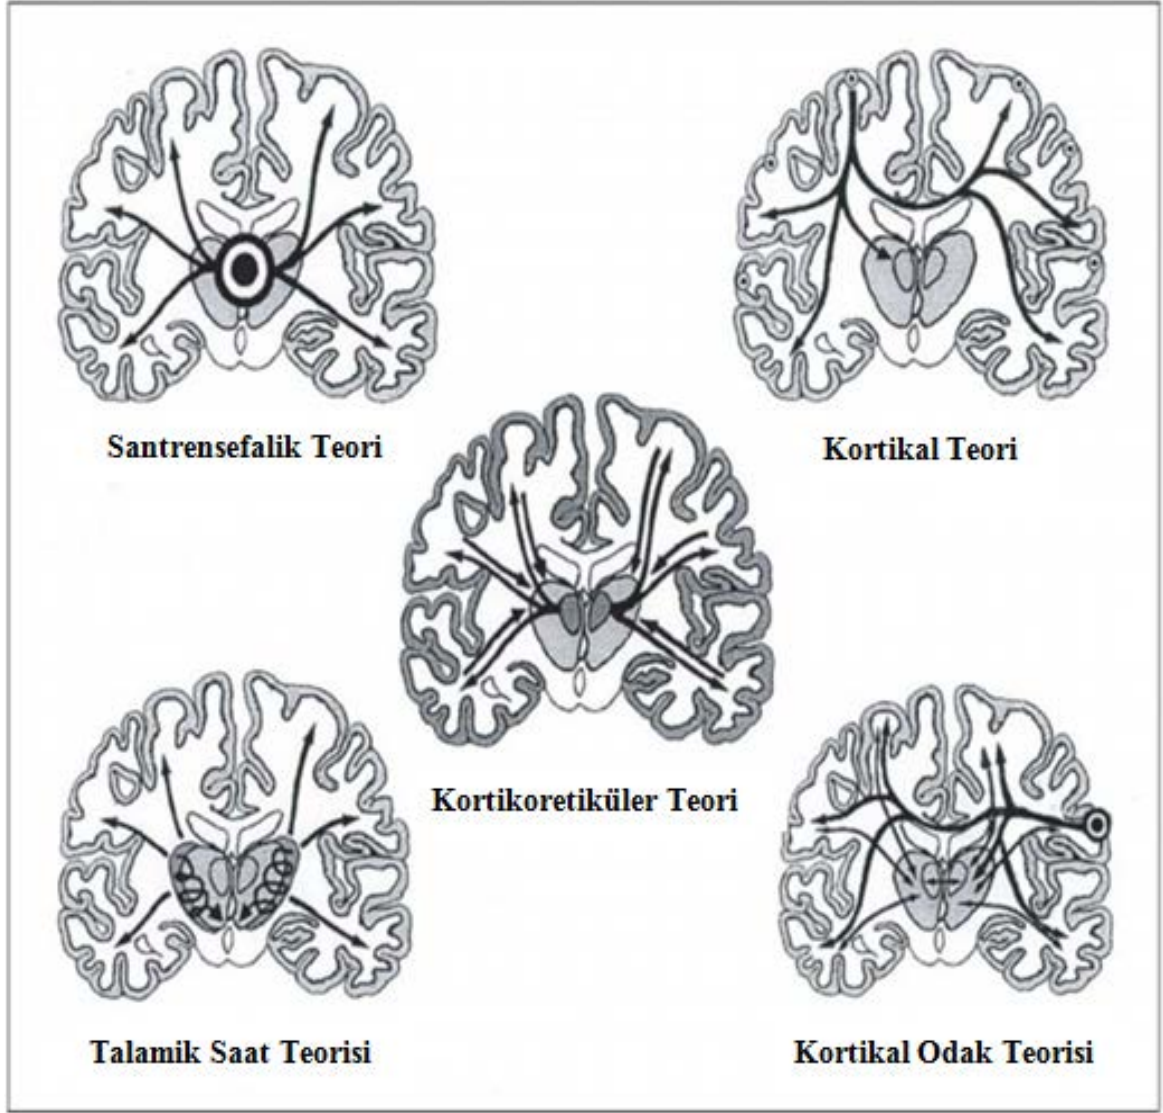 Santrensefalik Teori
Kortikal Teori
Kortikoretiküler Teori
Talamik Saat Teorisi
Kortikal Odak Teorisi